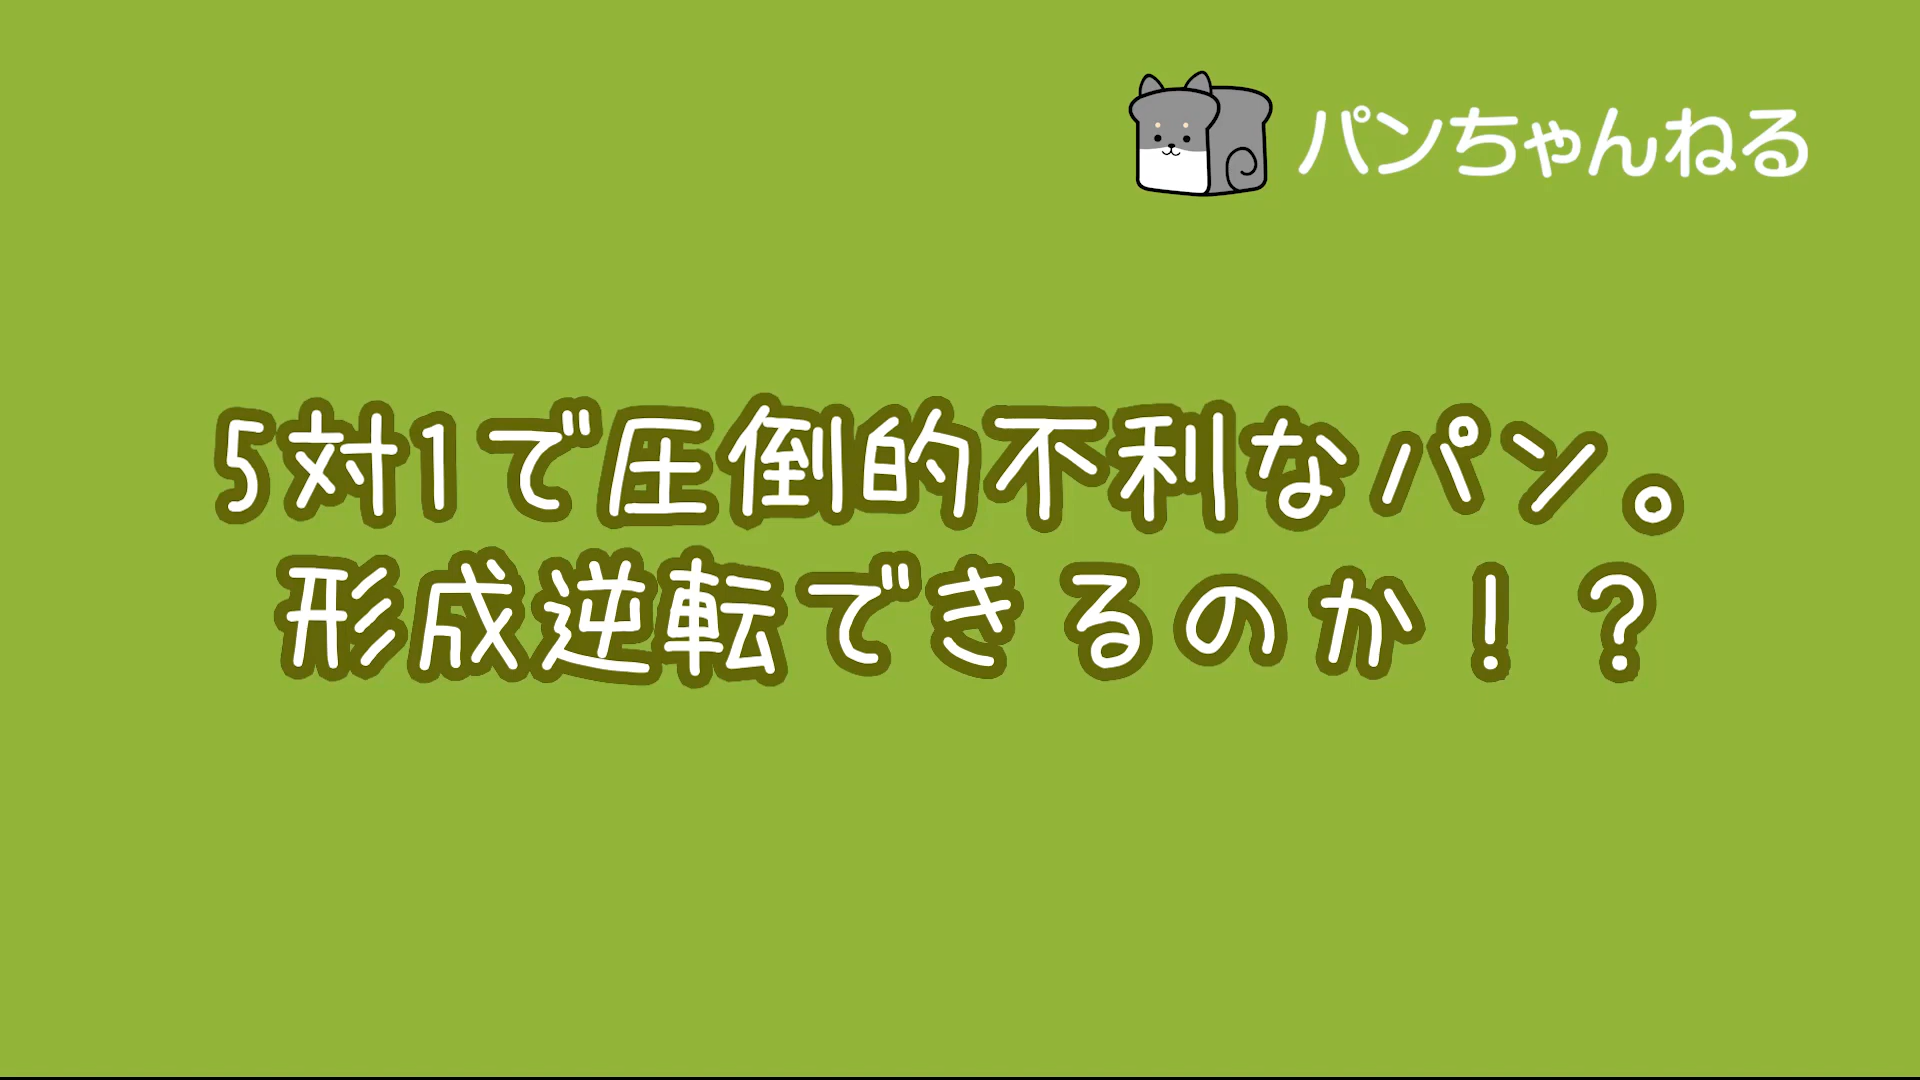 パンちゃんねる
5対1で圧倒的不利なパン。
形成逆転できるのか！？